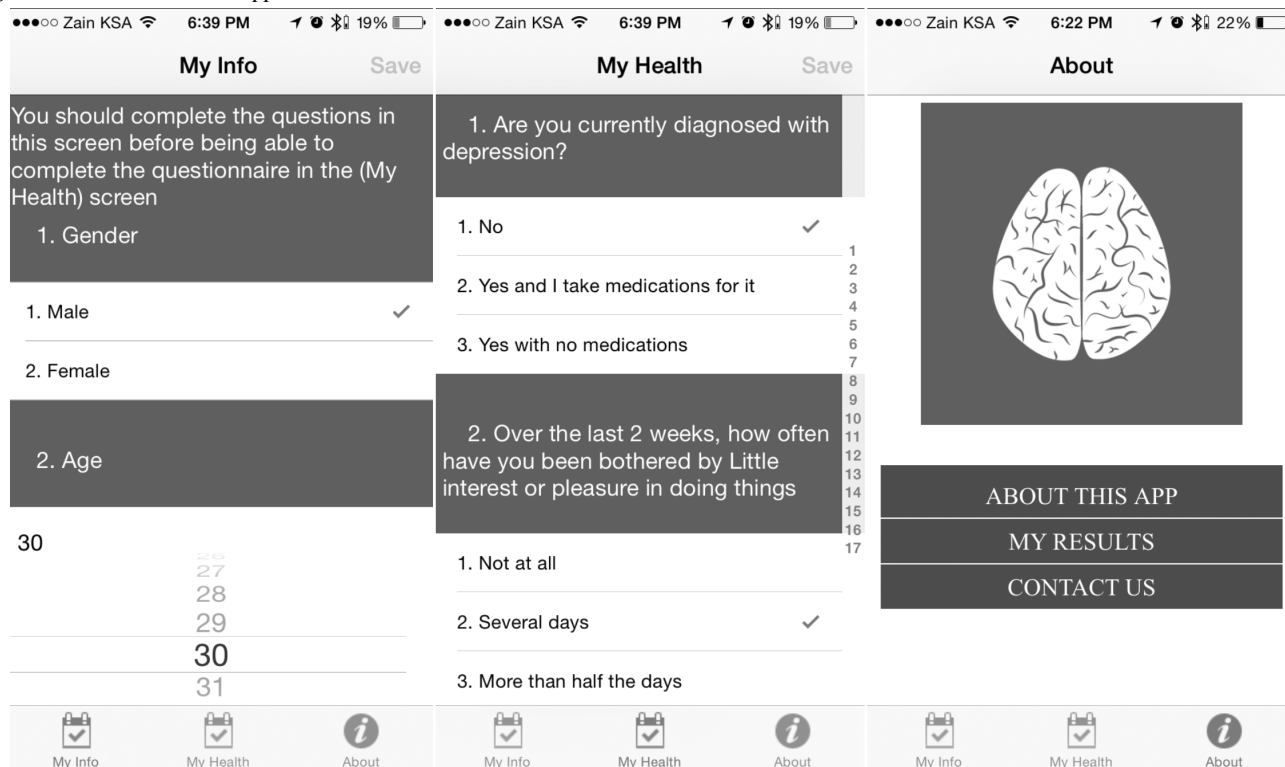 Zain KSA 6:39 PM 19%
My Info Save
You should complete the questions in
this screen before being able to
complete the questionnaire in the (My
Health) screen
1. Gender
1. Male
2. Female
2. Age
30
26
27
28
29
30
31
My Info My Health About
Zain KSA 6:39 PM 19%
My Health Save
1. Are you currently diagnosed with
depression?
1. No
2. Yes and I take medications for it
3. Yes with no medications
2. Over the last 2 weeks, how often
have you been bothered by Little
interest or pleasure in doing things
1. Not at all
2. Several days
3. More than half the days
1
2
3
4
5
6
7
8
9
10
11
12
13
14
15
16
17
My Info My Health About
Zain KSA 6:22 PM 22%
About
ABOUT THIS APP
MY RESULTS
CONTACT US
My Info My Health About